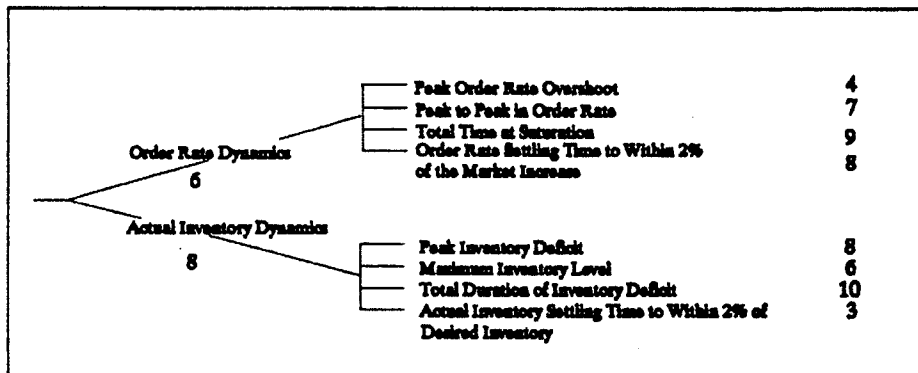 Peak Order Rate Overshoot 4
Peak to Peak in Order Rate 7
Total Time at Saturation 9
Order Rate Dynamics
Order Rate Settling Time to Within 2% 8
of the Market Increase
6
Actual Inventory Dynamics
Peak Inventory Deficit 8
8
Maximum Inventory Level 6
Total Duration of Inventory Deficit 10
Actual Inventory Settling Time to Within 2% of 3
Desired Inventory